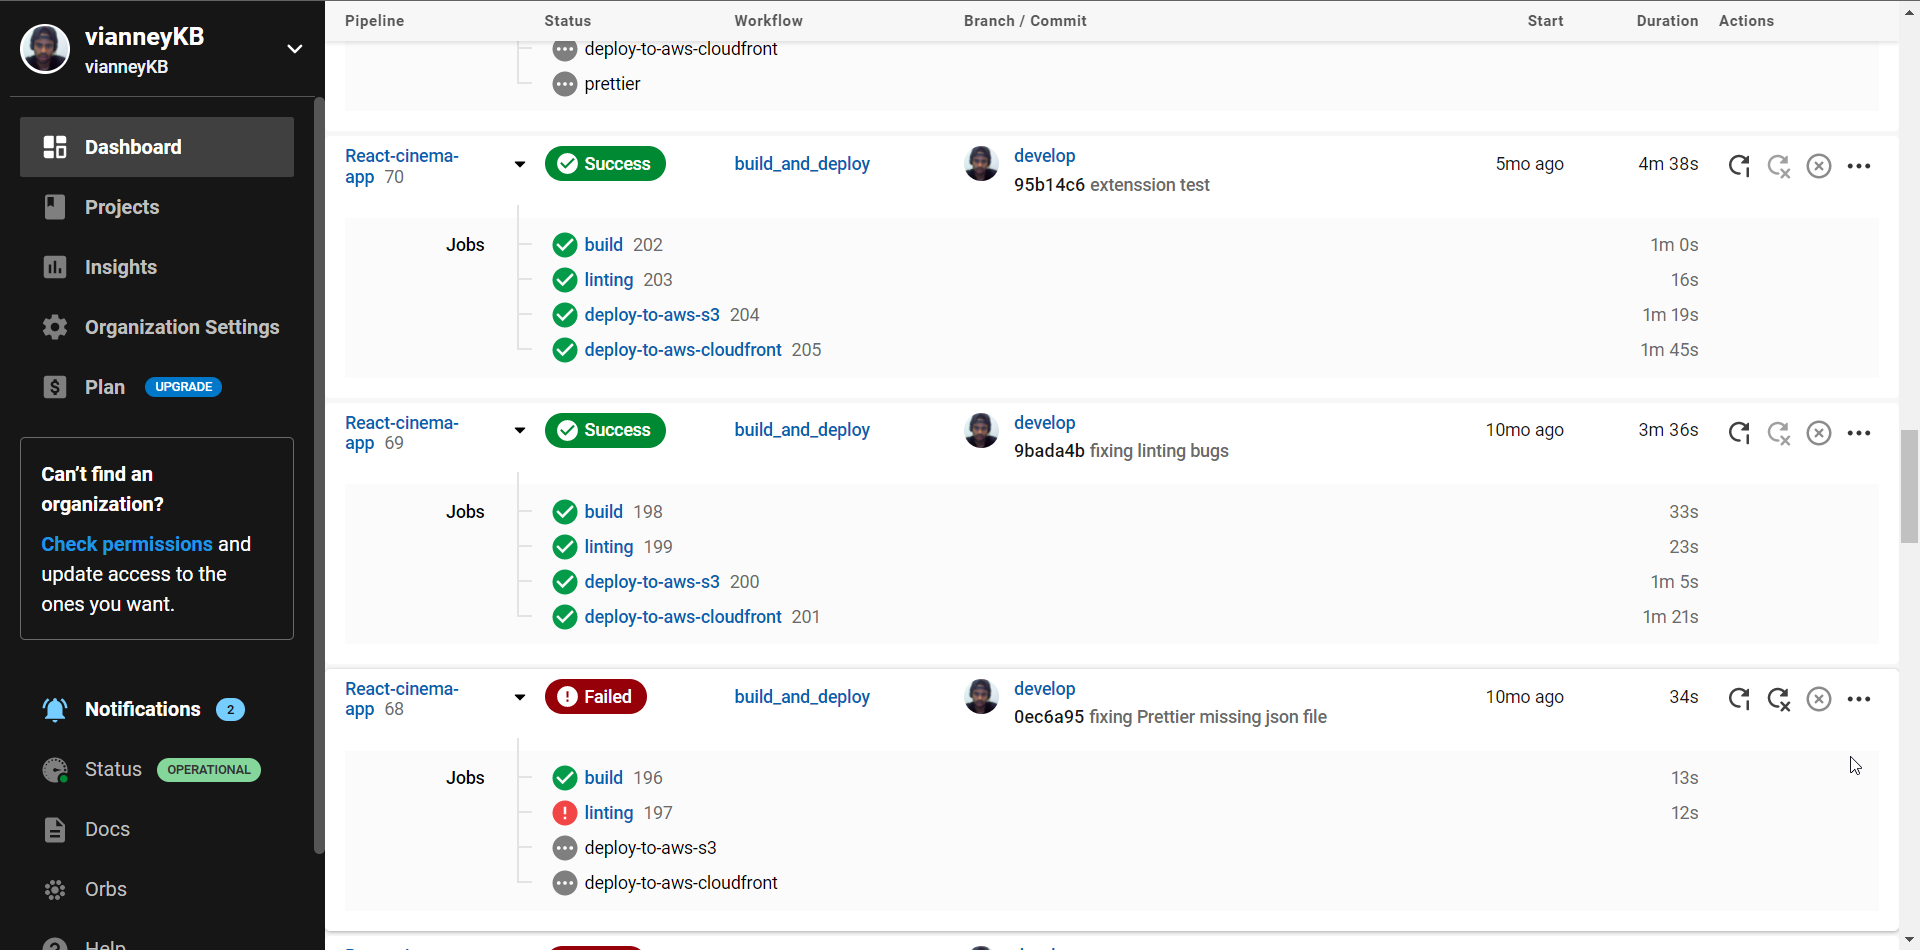 vianneyKB
vianneyKB
Dashboard
Projects
Insights
Organization Settings
Plan UPGRADE
Can't find an
organization?
Check permissions and
update access to the
ones you want.
Notifications 2
Status OPERATIONAL
Docs
Orbs
Help
Pipeline Status Workflow Branch / Commit Start Duration Actions
deploy-to-aws-cloudfront
prettier
React-cinema-
app 70
Success
build_and_deploy
develop
95b14c6 extenssion test
5mo ago
4m 38s
Jobs
build 202 1m 0s
linting 203 16s
deploy-to-aws-s3 204 1m 19s
deploy-to-aws-cloudfront 205 1m 45s
React-cinema-
app 69
Success
build_and_deploy
develop
9bada4b fixing linting bugs
10mo ago
3m 36s
Jobs
build 198 33s
linting 199 23s
deploy-to-aws-s3 200 1m 5s
deploy-to-aws-cloudfront 201 1m 21s
React-cinema-
app 68
Failed
build_and_deploy
develop
0ec6a95 fixing Prettier missing json file
10mo ago
34s
Jobs
build 196 13s
linting 197 12s
deploy-to-aws-s3
deploy-to-aws-cloudfront